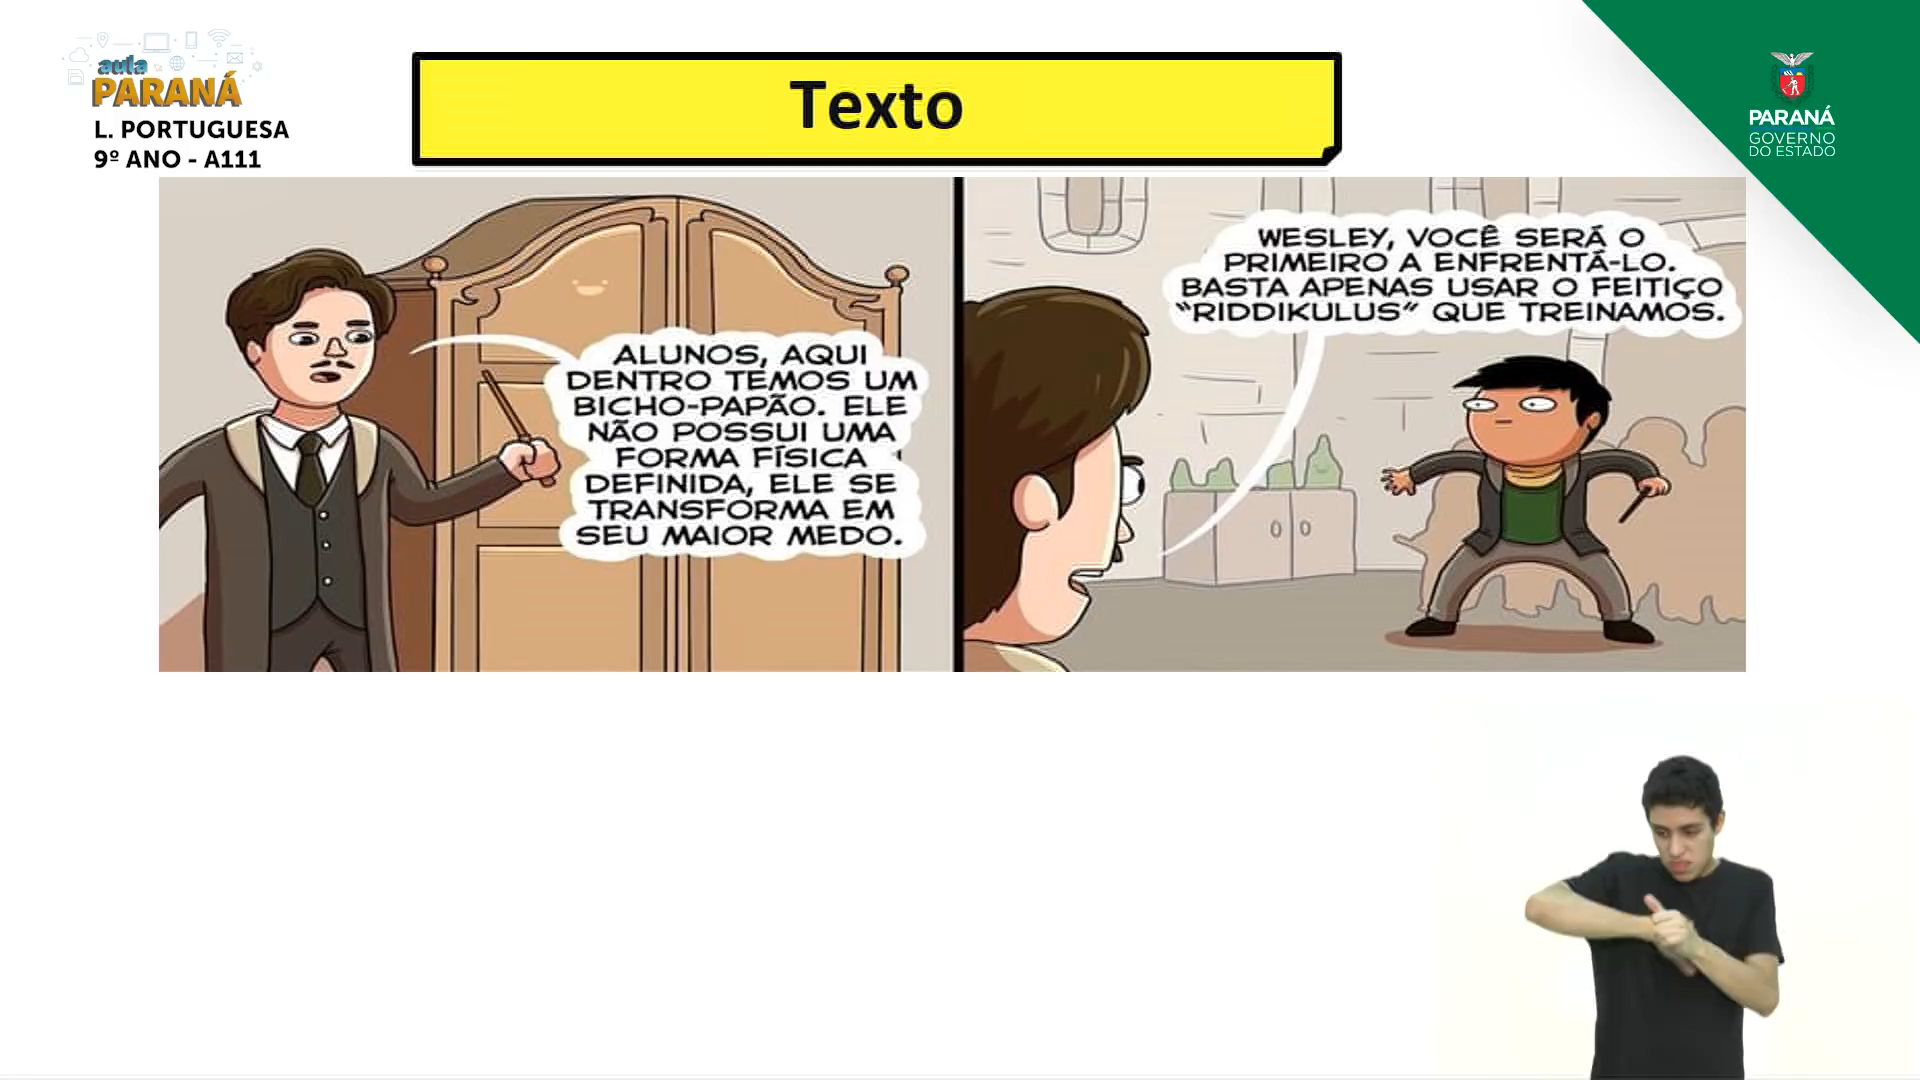 aula
PARANÁ
L. PORTUGUESA
9º ANO - A111
Texto
PARANÁ
GOVERNO
DO ESTADO
ALUNOS, AQUI
DENTRO TEMOS UM
BICHO-PAPÃO. ELE
NÃO POSSUI UMA
FORMA FÍSICA
DEFINIDA, ELE SE
TRANSFORMA EM
SEU MAIOR MEDO.
WESLEY, VOCÊ SERÁ O
PRIMEIRO A ENFRENTÁ-LO.
BASTA APENAS USAR O FEITIÇO
"RIDDIKULUS" QUE TREINAMOS.